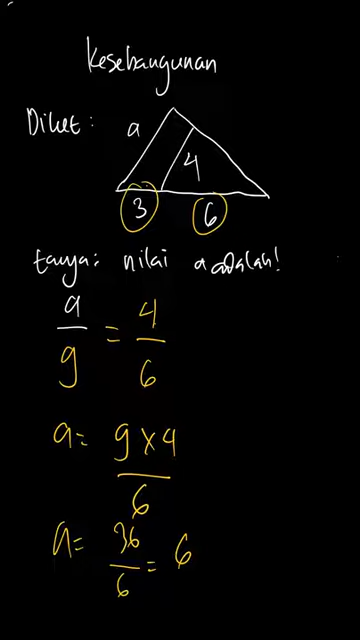 Kesebangunan
Diket:
a
4
3
6
tanya: nilai a adalah!
a/9 = 4/6
a = 9 x 4 / 6
a = 36/6 = 6